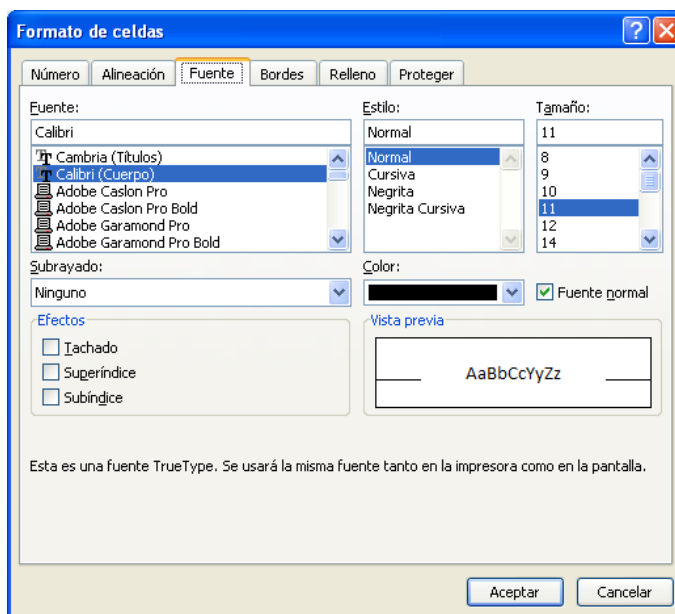 Formato de celdas
Número Alineación Fuente Bordes Relleno Proteger
Fuente: Estilo: Tamaño:
Calibri Normal 11
Cambria (Títulos) Normal 8
Calibri (Cuerpo) Cursiva 9
Adobe Caslon Pro Negrita 10
Adobe Caslon Pro Bold Negrita Cursiva 11
Adobe Garamond Pro 12
Adobe Garamond Pro Bold 14
Subrayado: Color:
Ninguno Fuente normal
Efectos Vista previa
Tachado
Superíndice AaBbCcYyZz
Subíndice
Esta es una fuente TrueType. Se usará la misma fuente tanto en la impresora como en la pantalla.
Aceptar Cancelar